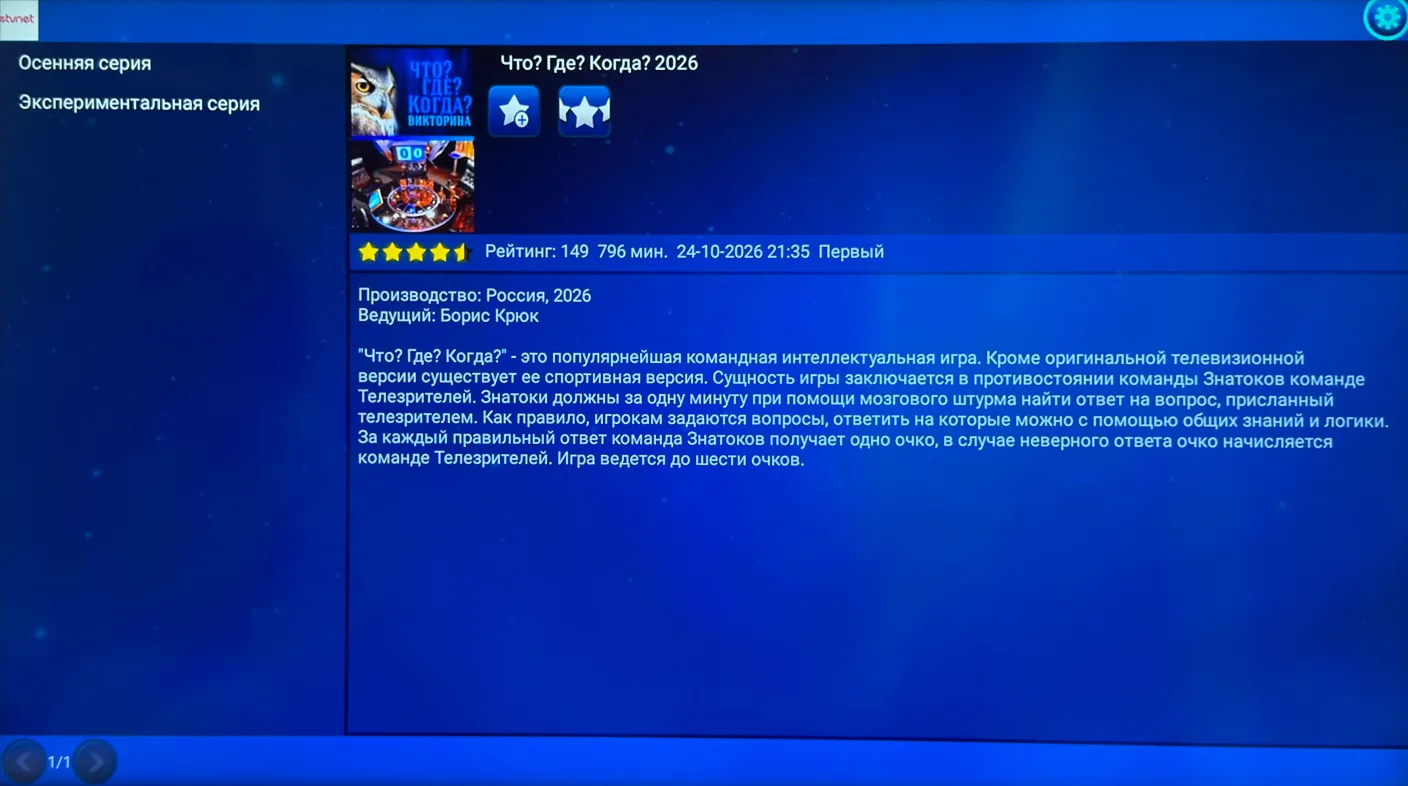 etvnet
Осенняя серия
Экспериментальная серия
ЧТО?
ГДЕ?
КОГДА?
ВИКТОРИНА
0 0
Что? Где? Когда? 2026
Рейтинг: 149 796 мин. 24-10-2026 21:35 Первый
Производство: Россия, 2026
Ведущий: Борис Крюк
"Что? Где? Когда?" - это популярнейшая командная интеллектуальная игра. Кроме оригинальной телевизионной
версии существует ее спортивная версия. Сущность игры заключается в противостоянии команды Знатоков команде
Телезрителей. Знатоки должны за одну минуту при помощи мозгового штурма найти ответ на вопрос, присланный
телезрителем. Как правило, игрокам задаются вопросы, ответить на которые можно с помощью общих знаний и логики.
За каждый правильный ответ команда Знатоков получает одно очко, в случае неверного ответа очко начисляется
команде Телезрителей. Игра ведется до шести очков.
1/1